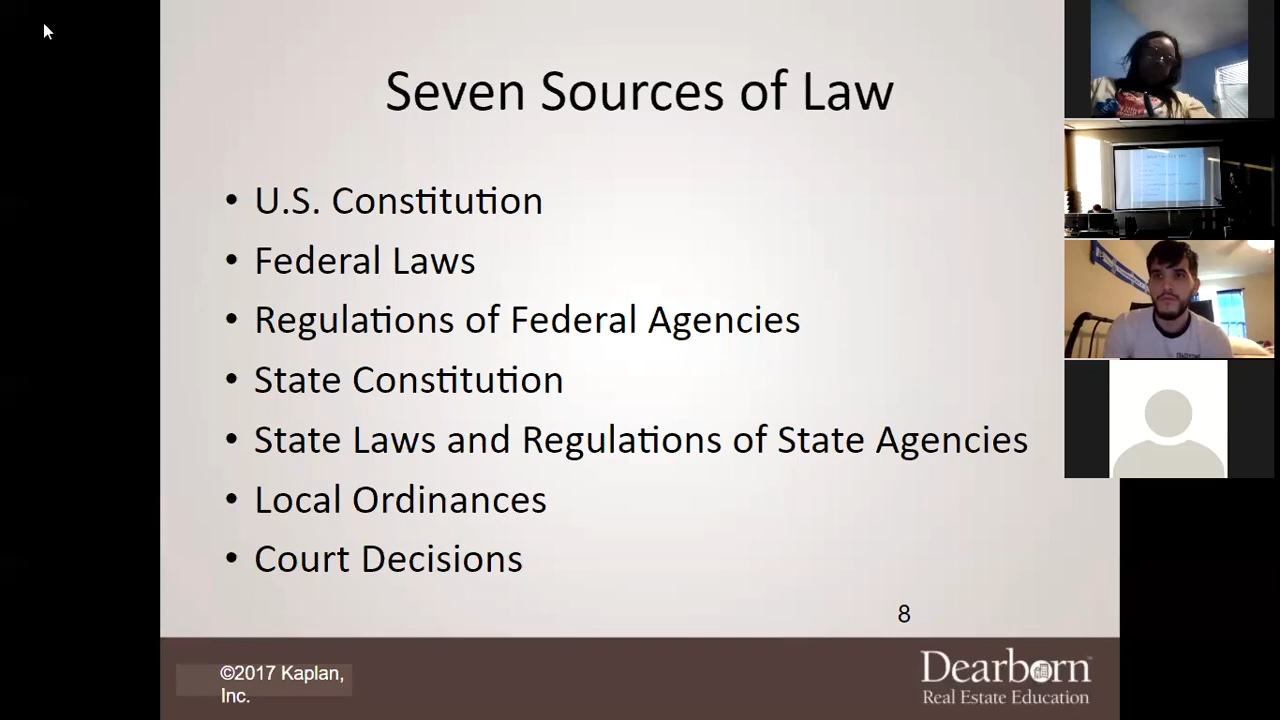 Seven Sources of Law
• U.S. Constitution
• Federal Laws
• Regulations of Federal Agencies
• State Constitution
• State Laws and Regulations of State Agencies
• Local Ordinances
• Court Decisions
8
©2017 Kaplan,
Inc.
Dearborn™
Real Estate Education